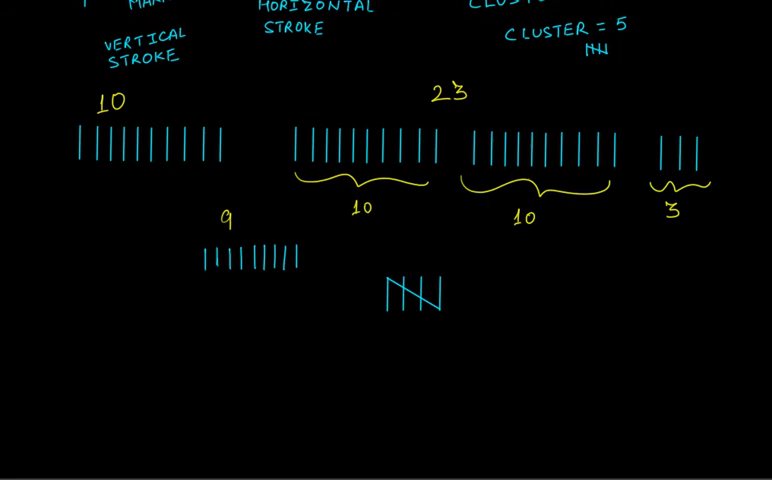 HORIZONTAL
STROKE
CLUSTER = 5
VERTICAL
STROKE
10
23
10
10
3
9